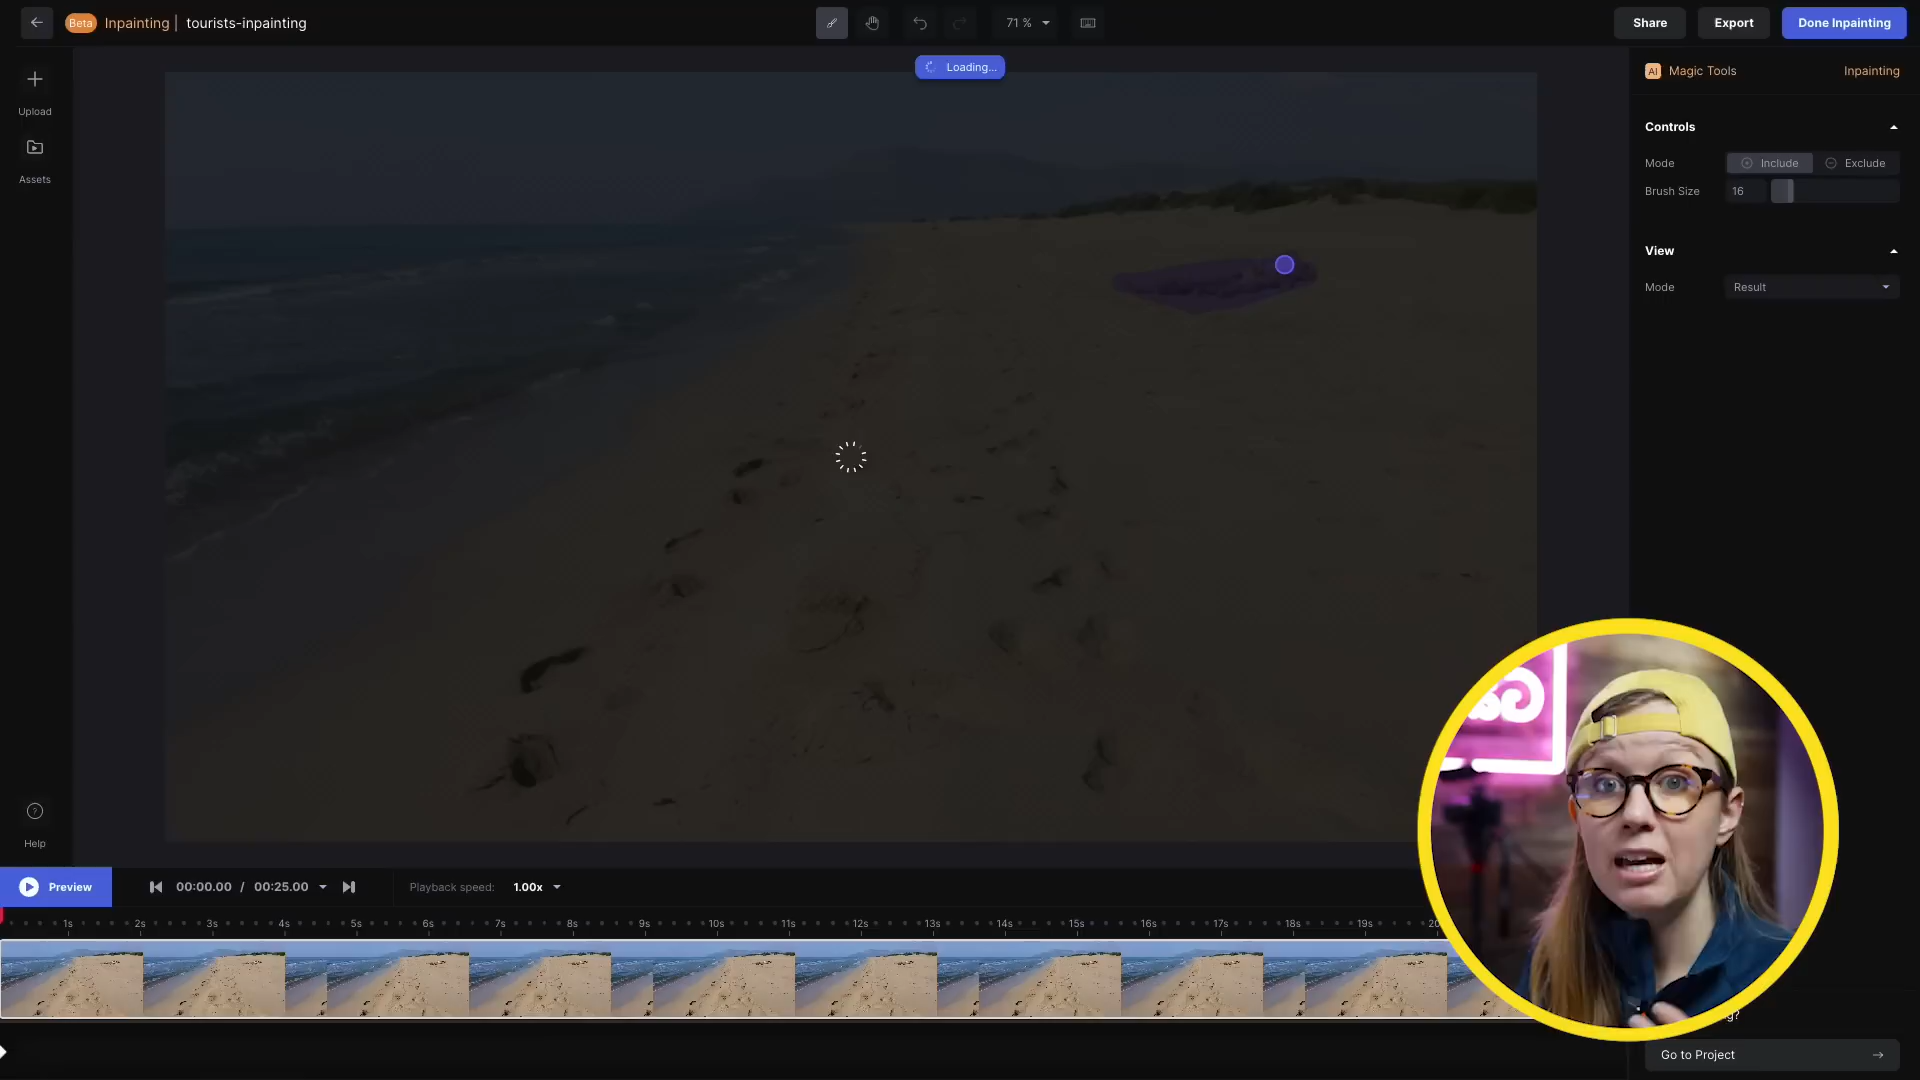 Beta Inpainting | tourists-inpainting
71 %
Share
Export
Done Inpainting
Loading...
Upload
Assets
AI Magic Tools
Inpainting
Controls
Mode
Include
Exclude
Brush Size
16
View
Mode
Result
Help
Preview
00:00.00 / 00:25.00
Playback speed: 1.00x
1s 2s 3s 4s 5s 6s 7s 8s 9s 10s 11s 12s 13s 14s 15s 16s 17s 18s 19s
Go to Project